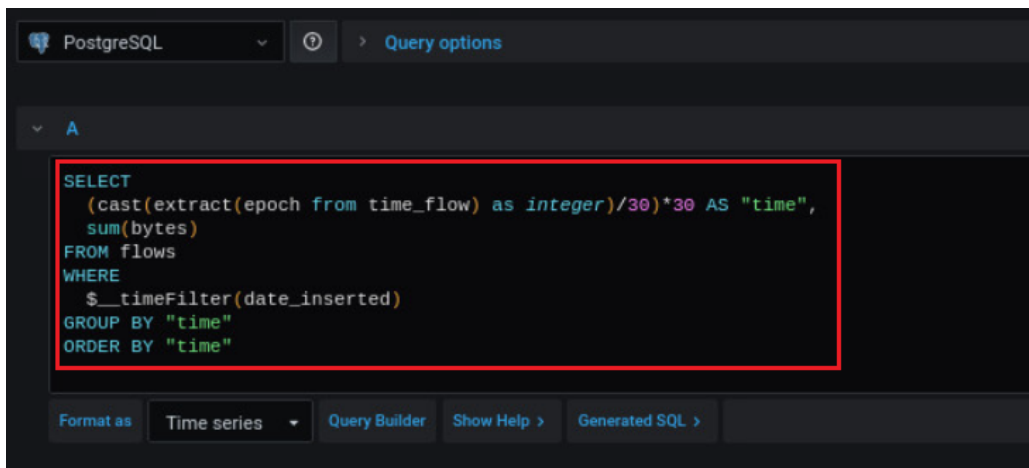 PostgreSQL
Query options
A
SELECT
(cast(extract(epoch from time_flow) as integer)/30)*30 AS "time",
sum(bytes)
FROM flows
WHERE
$__timeFilter(date_inserted)
GROUP BY "time"
ORDER BY "time"
Format as Time series Query Builder Show Help > Generated SQL >